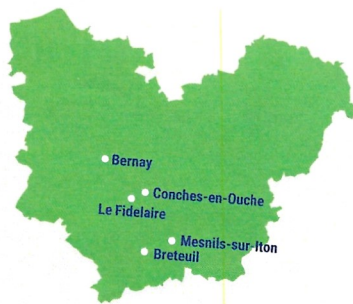 Bernay
Conches-en-Ouche
Le Fidelaire
Mesnils-sur-Iton
Breteuil